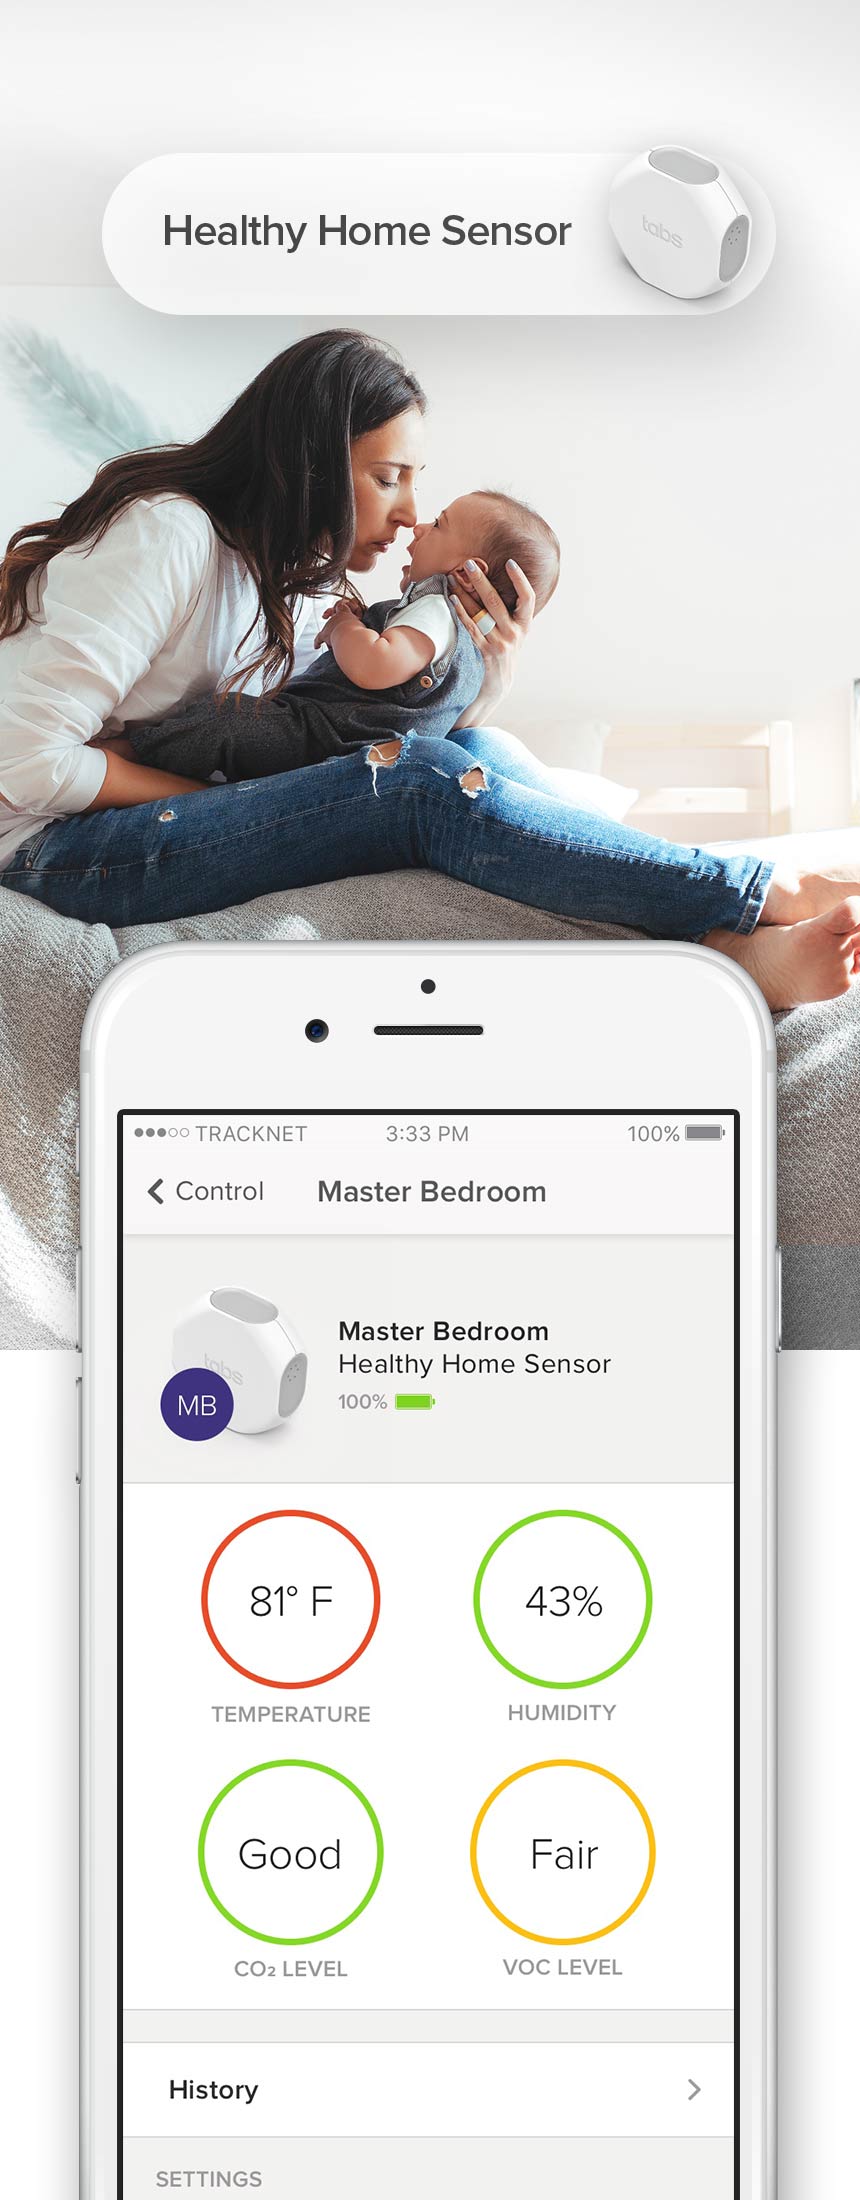 Healthy Home Sensor
tabs
TRACKNET 3:33 PM 100%
Control Master Bedroom
tabs
MB
Master Bedroom
Healthy Home Sensor
100%
81° F
43%
TEMPERATURE
HUMIDITY
Good
Fair
CO₂ LEVEL
VOC LEVEL
History
SETTINGS